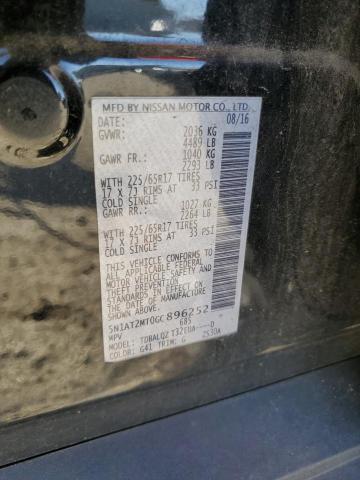 MFD BY NISSAN MOTOR CO., LTD.
DATE: 08/16
GVWR: 2036 KG
4489 LB
GAWR FR: 1040 KG
2293 LB
WITH 225/65R17 TIRES
17 X 7J RIMS AT 33 PSI
COLD SINGLE
GAWR RR: 1027 KG
2264 LB
WITH 225/65R17 TIRES
17 X 7J RIMS AT 33 PSI
COLD SINGLE
THIS VEHICLE CONFORMS TO
ALL APPLICABLE FEDERAL
MOTOR VEHICLE SAFETY AND
THEFT PREVENTION
STANDARDS IN EFFECT ON
THE DATE OF MANUFACTURE
SHOWN ABOVE.
5N1AT2MT0GC896252
MPV 685
MODEL: D
COLOR: G41 TRIM: G 2530A